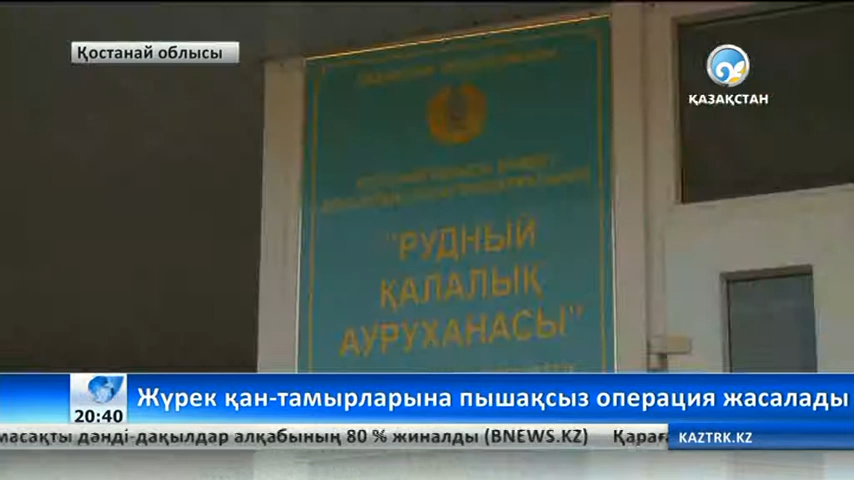 Қостанай облысы
ҚАЗАҚСТАН
"РУДНЫЙ
ҚАЛАЛЫҚ
АУРУХАНАСЫ"
Жүрек қан-тамырларына пышақсыз операция жасалады
20:40
масақты дәнді-дақылдар алқабының 80 % жиналды (BNEWS.KZ) Қараға
KAZTRK.KZ